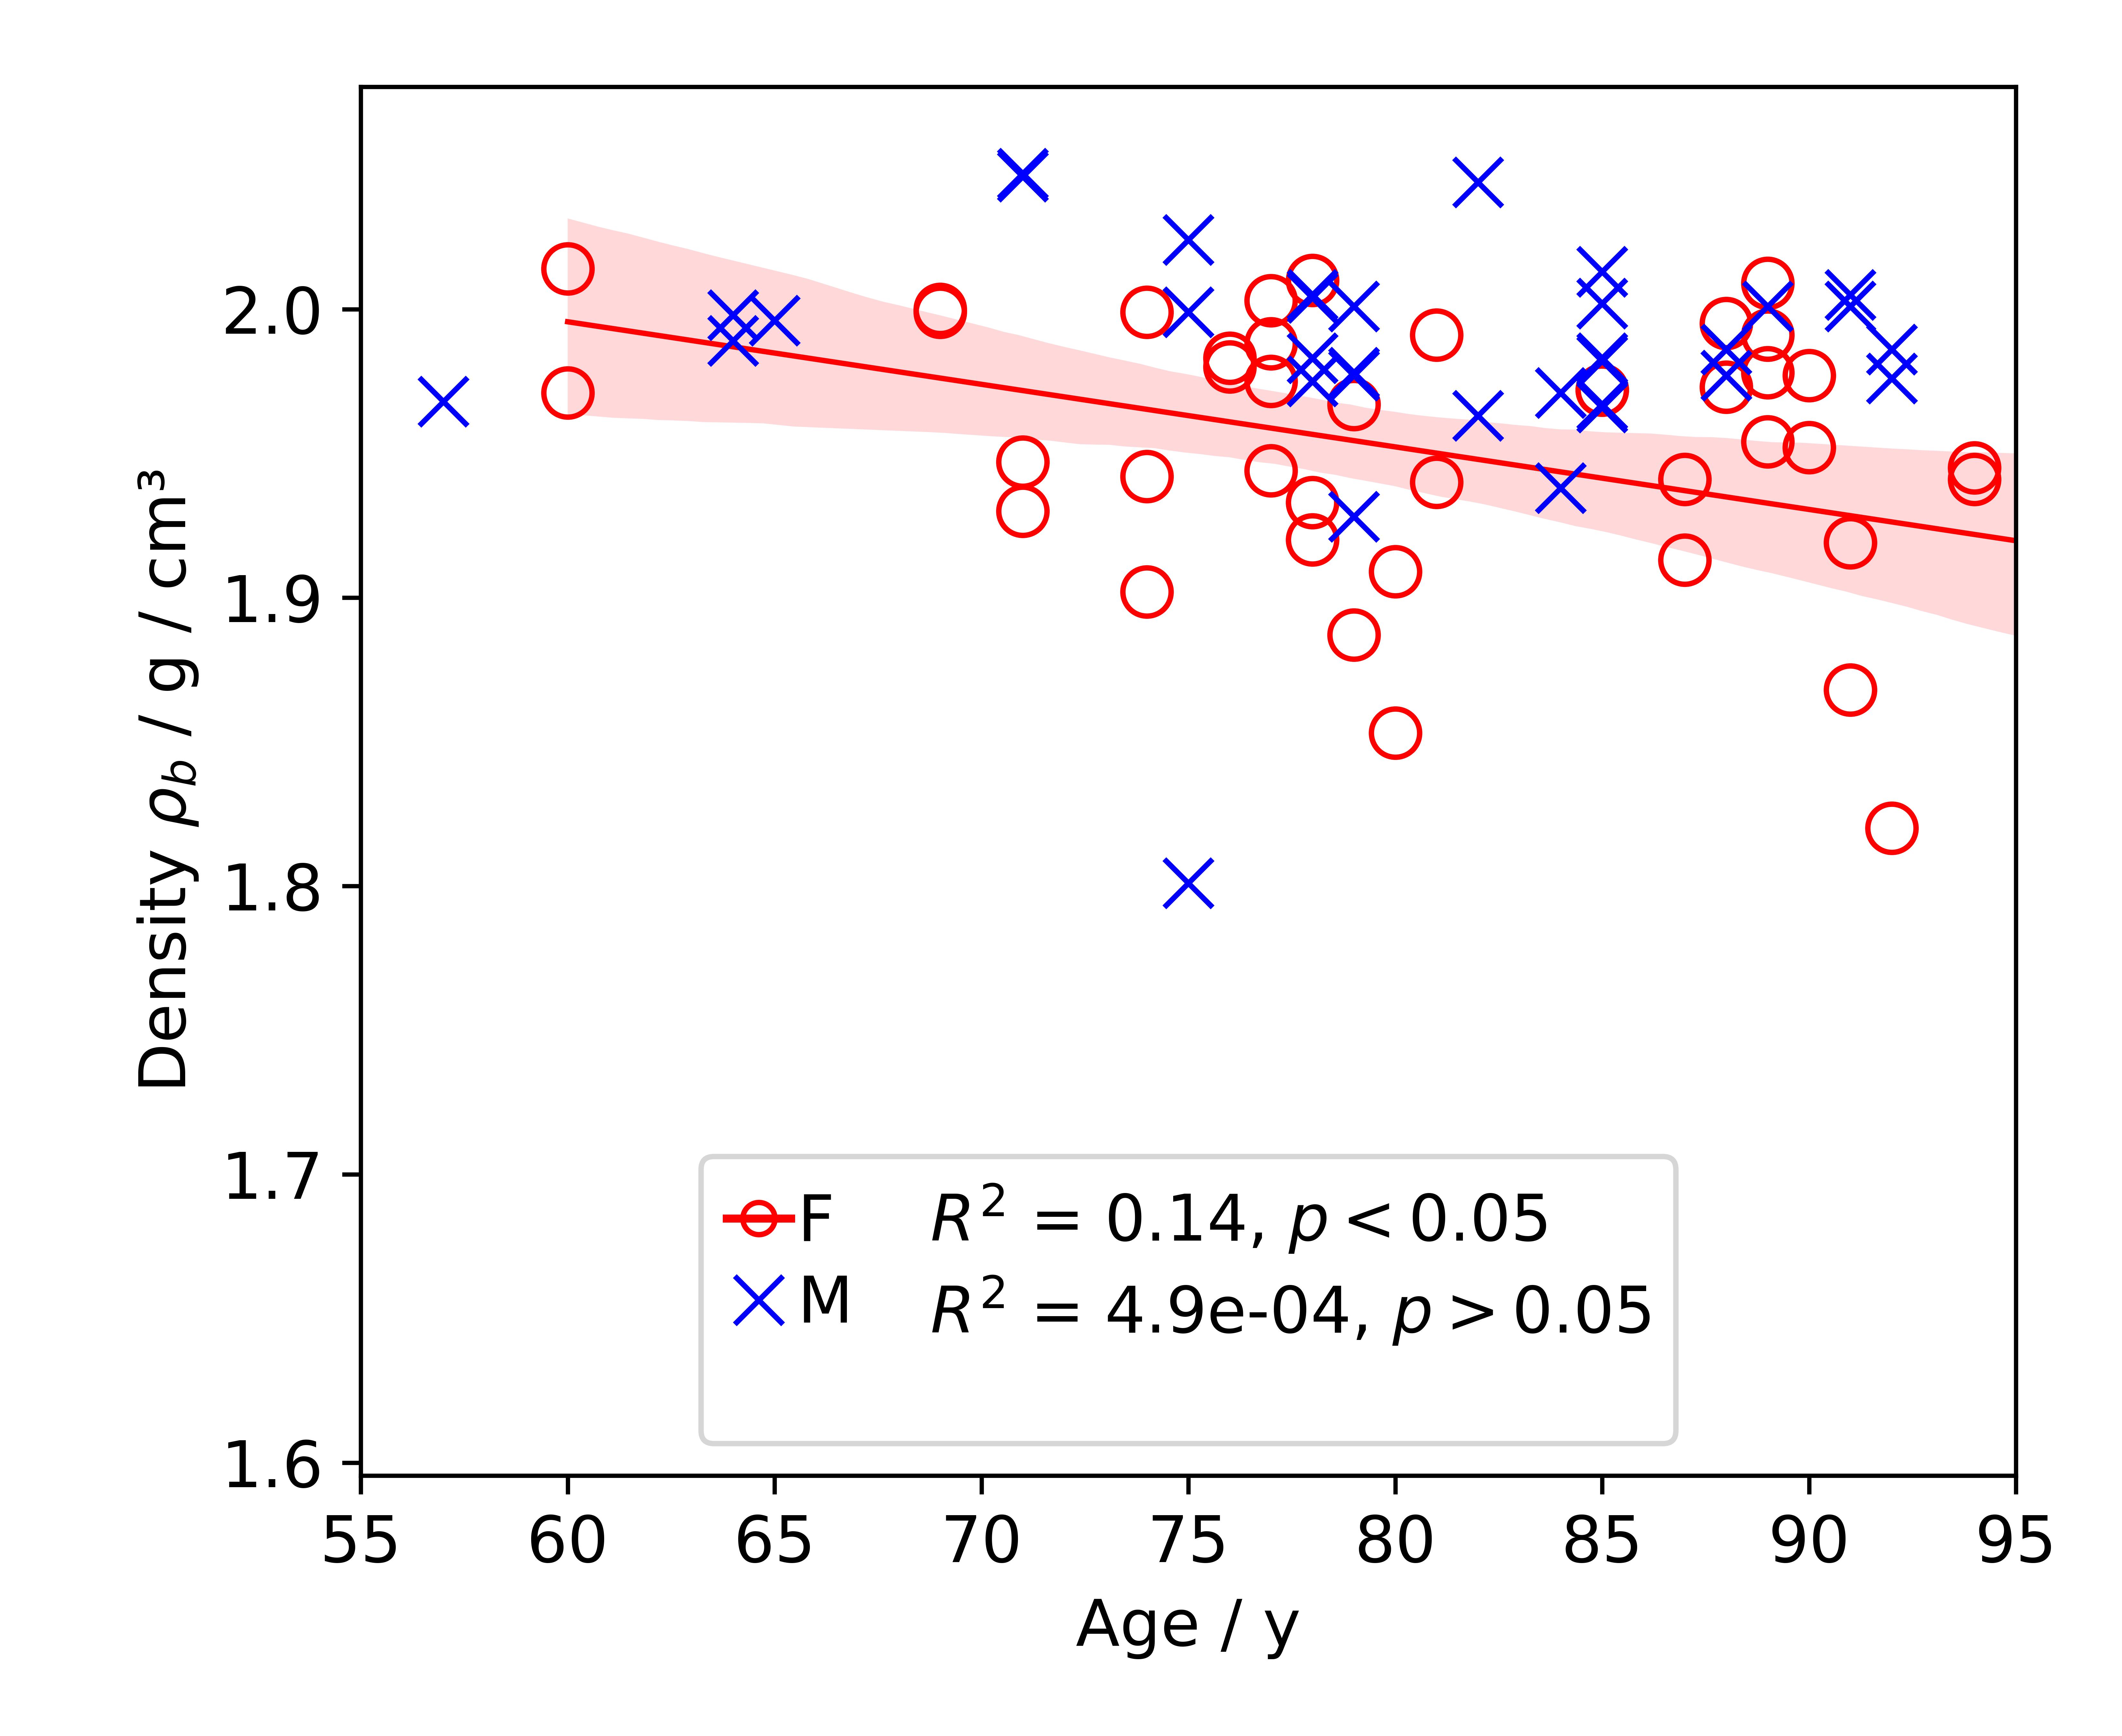 Density ρb / g / cm³
2.0
1.9
1.8
1.7
1.6
F R² = 0.14, p < 0.05
M R² = 4.9e-04, p > 0.05
55 60 65 70 75 80 85 90 95
Age / y